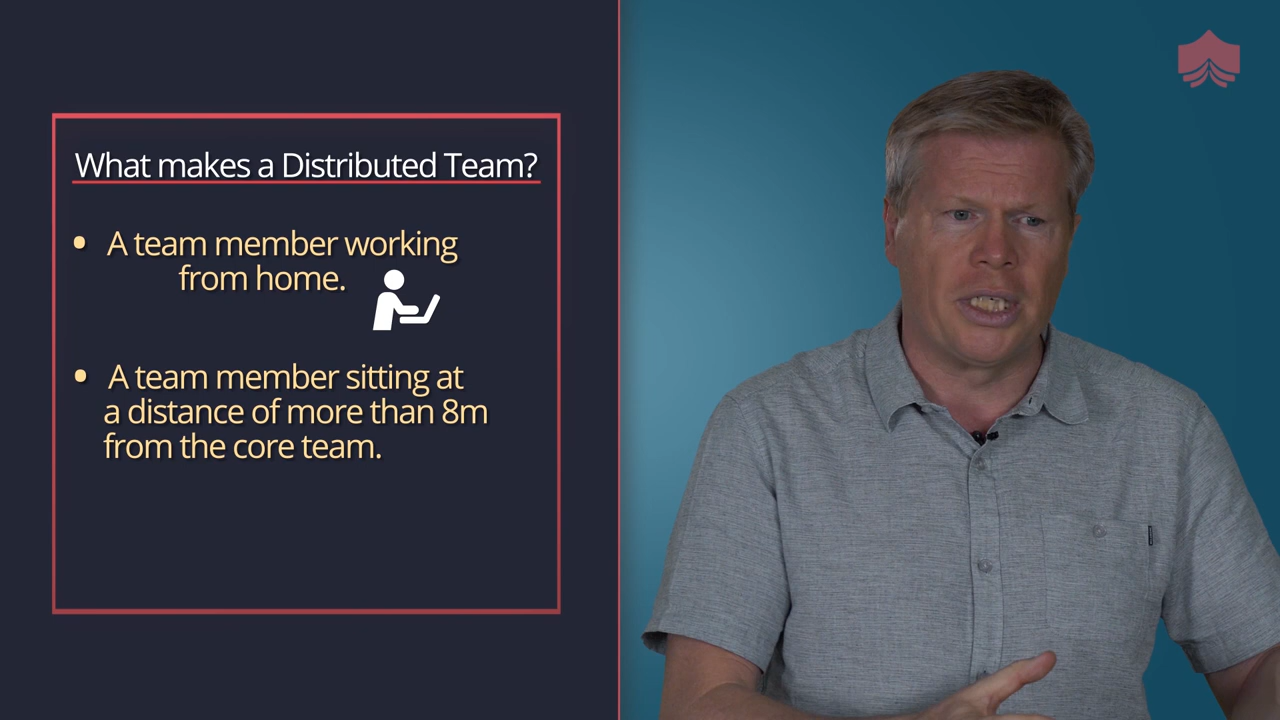 What makes a Distributed Team?
• A team member working
from home.
• A team member sitting at
a distance of more than 8m
from the core team.